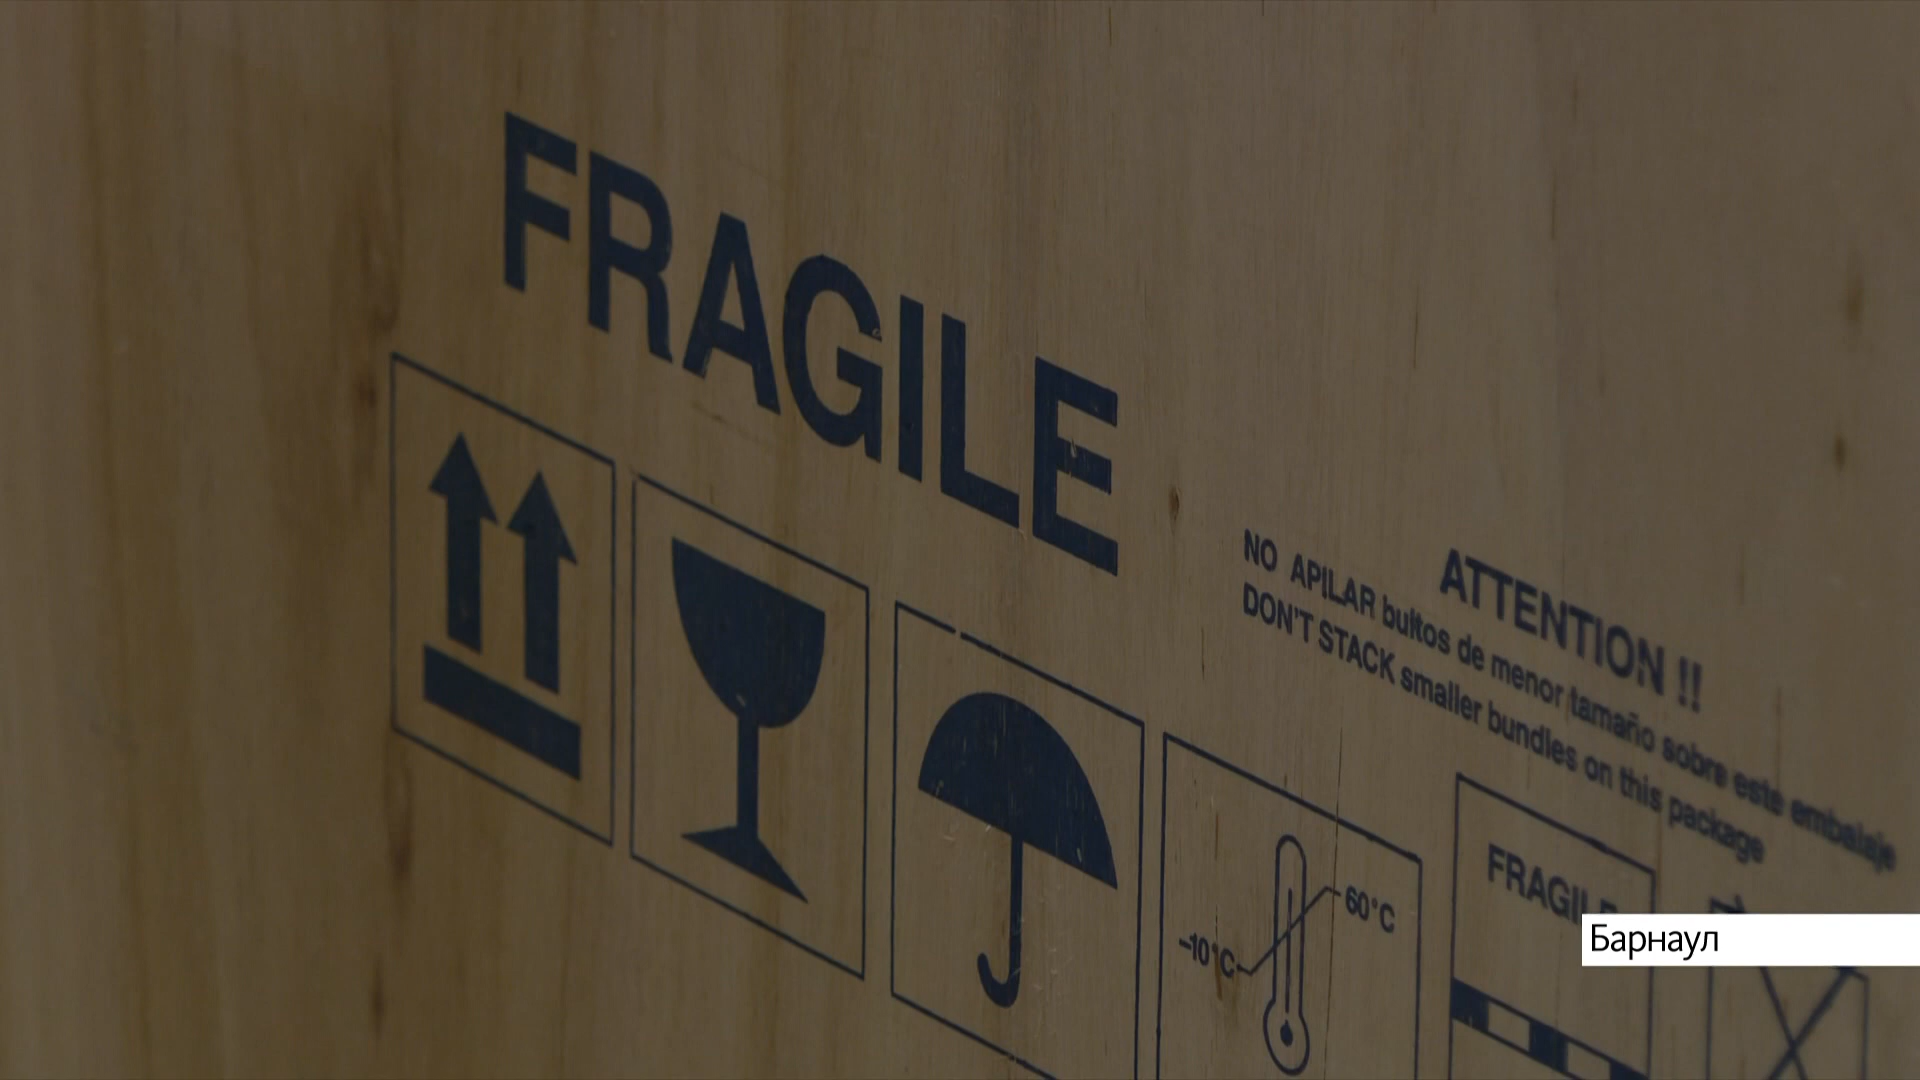 FRAGILE
ATTENTION !!
NO APILAR bultos de menor tamaño sobre este embalaje
DON'T STACK smaller bundles on this package
60°C
-10°C
FRAGILE
Барнаул